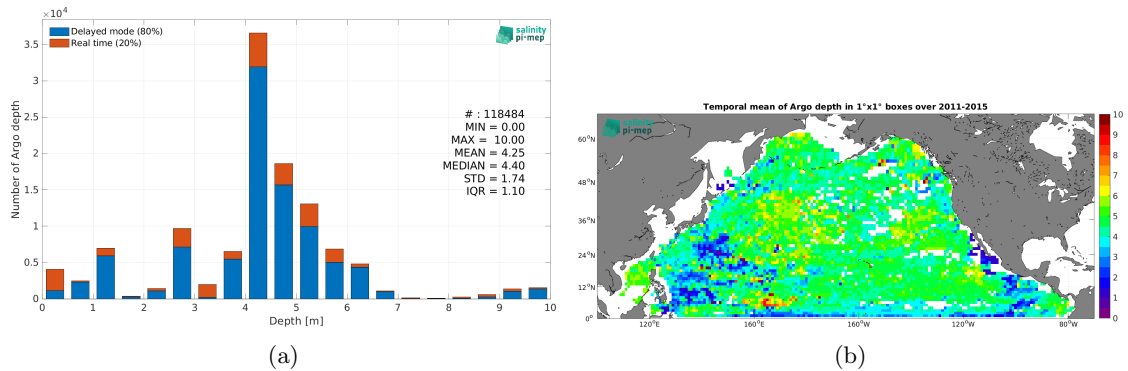 ×10⁴
Delayed mode (80%)
Real time (20%)
salinity
pi-mep
3.5
3
2.5
2
1.5
1
0.5
0
Number of Argo depth
# : 118484
MIN = 0.00
MAX = 10.00
MEAN = 4.25
MEDIAN = 4.40
STD = 1.74
IQR = 1.10
0 1 2 3 4 5 6 7 8 9 10
Depth [m]
(a)
Temporal mean of Argo depth in 1°x1° boxes over 2011-2015
salinity
pi-mep
60°N
48°N
36°N
24°N
12°N
0°
120°E 160°E 160°W 120°W 80°W
10
9
8
7
6
5
4
3
2
1
0
(b)